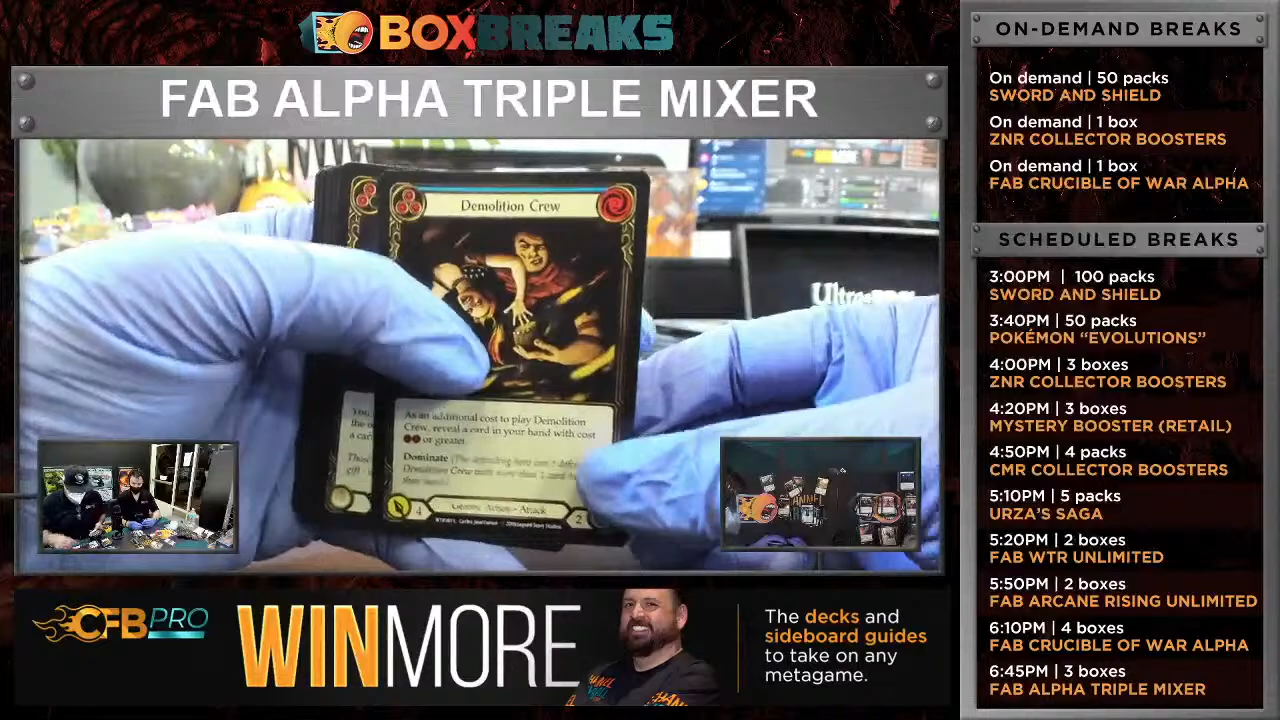 BOXBREAKS
FAB ALPHA TRIPLE MIXER
Demolition Crew
As an additional cost to play Demolition
Crew, reveal a card in your hand with cost
or greater.
Dominate
4
Generic Action - Attack
2
CFBPRO
WINMORE
The decks and
sideboard guides
to take on any
metagame.
ON-DEMAND BREAKS
On demand | 50 packs
SWORD AND SHIELD
On demand | 1 box
ZNR COLLECTOR BOOSTERS
On demand | 1 box
FAB CRUCIBLE OF WAR ALPHA
SCHEDULED BREAKS
3:00PM | 100 packs
SWORD AND SHIELD
3:40PM | 50 packs
POKÉMON “EVOLUTIONS”
4:00PM | 3 boxes
ZNR COLLECTOR BOOSTERS
4:20PM | 3 boxes
MYSTERY BOOSTER (RETAIL)
4:50PM | 4 packs
CMR COLLECTOR BOOSTERS
5:10PM | 5 packs
URZA’S SAGA
5:20PM | 2 boxes
FAB WTR UNLIMITED
5:50PM | 2 boxes
FAB ARCANE RISING UNLIMITED
6:10PM | 4 boxes
FAB CRUCIBLE OF WAR ALPHA
6:45PM | 3 boxes
FAB ALPHA TRIPLE MIXER